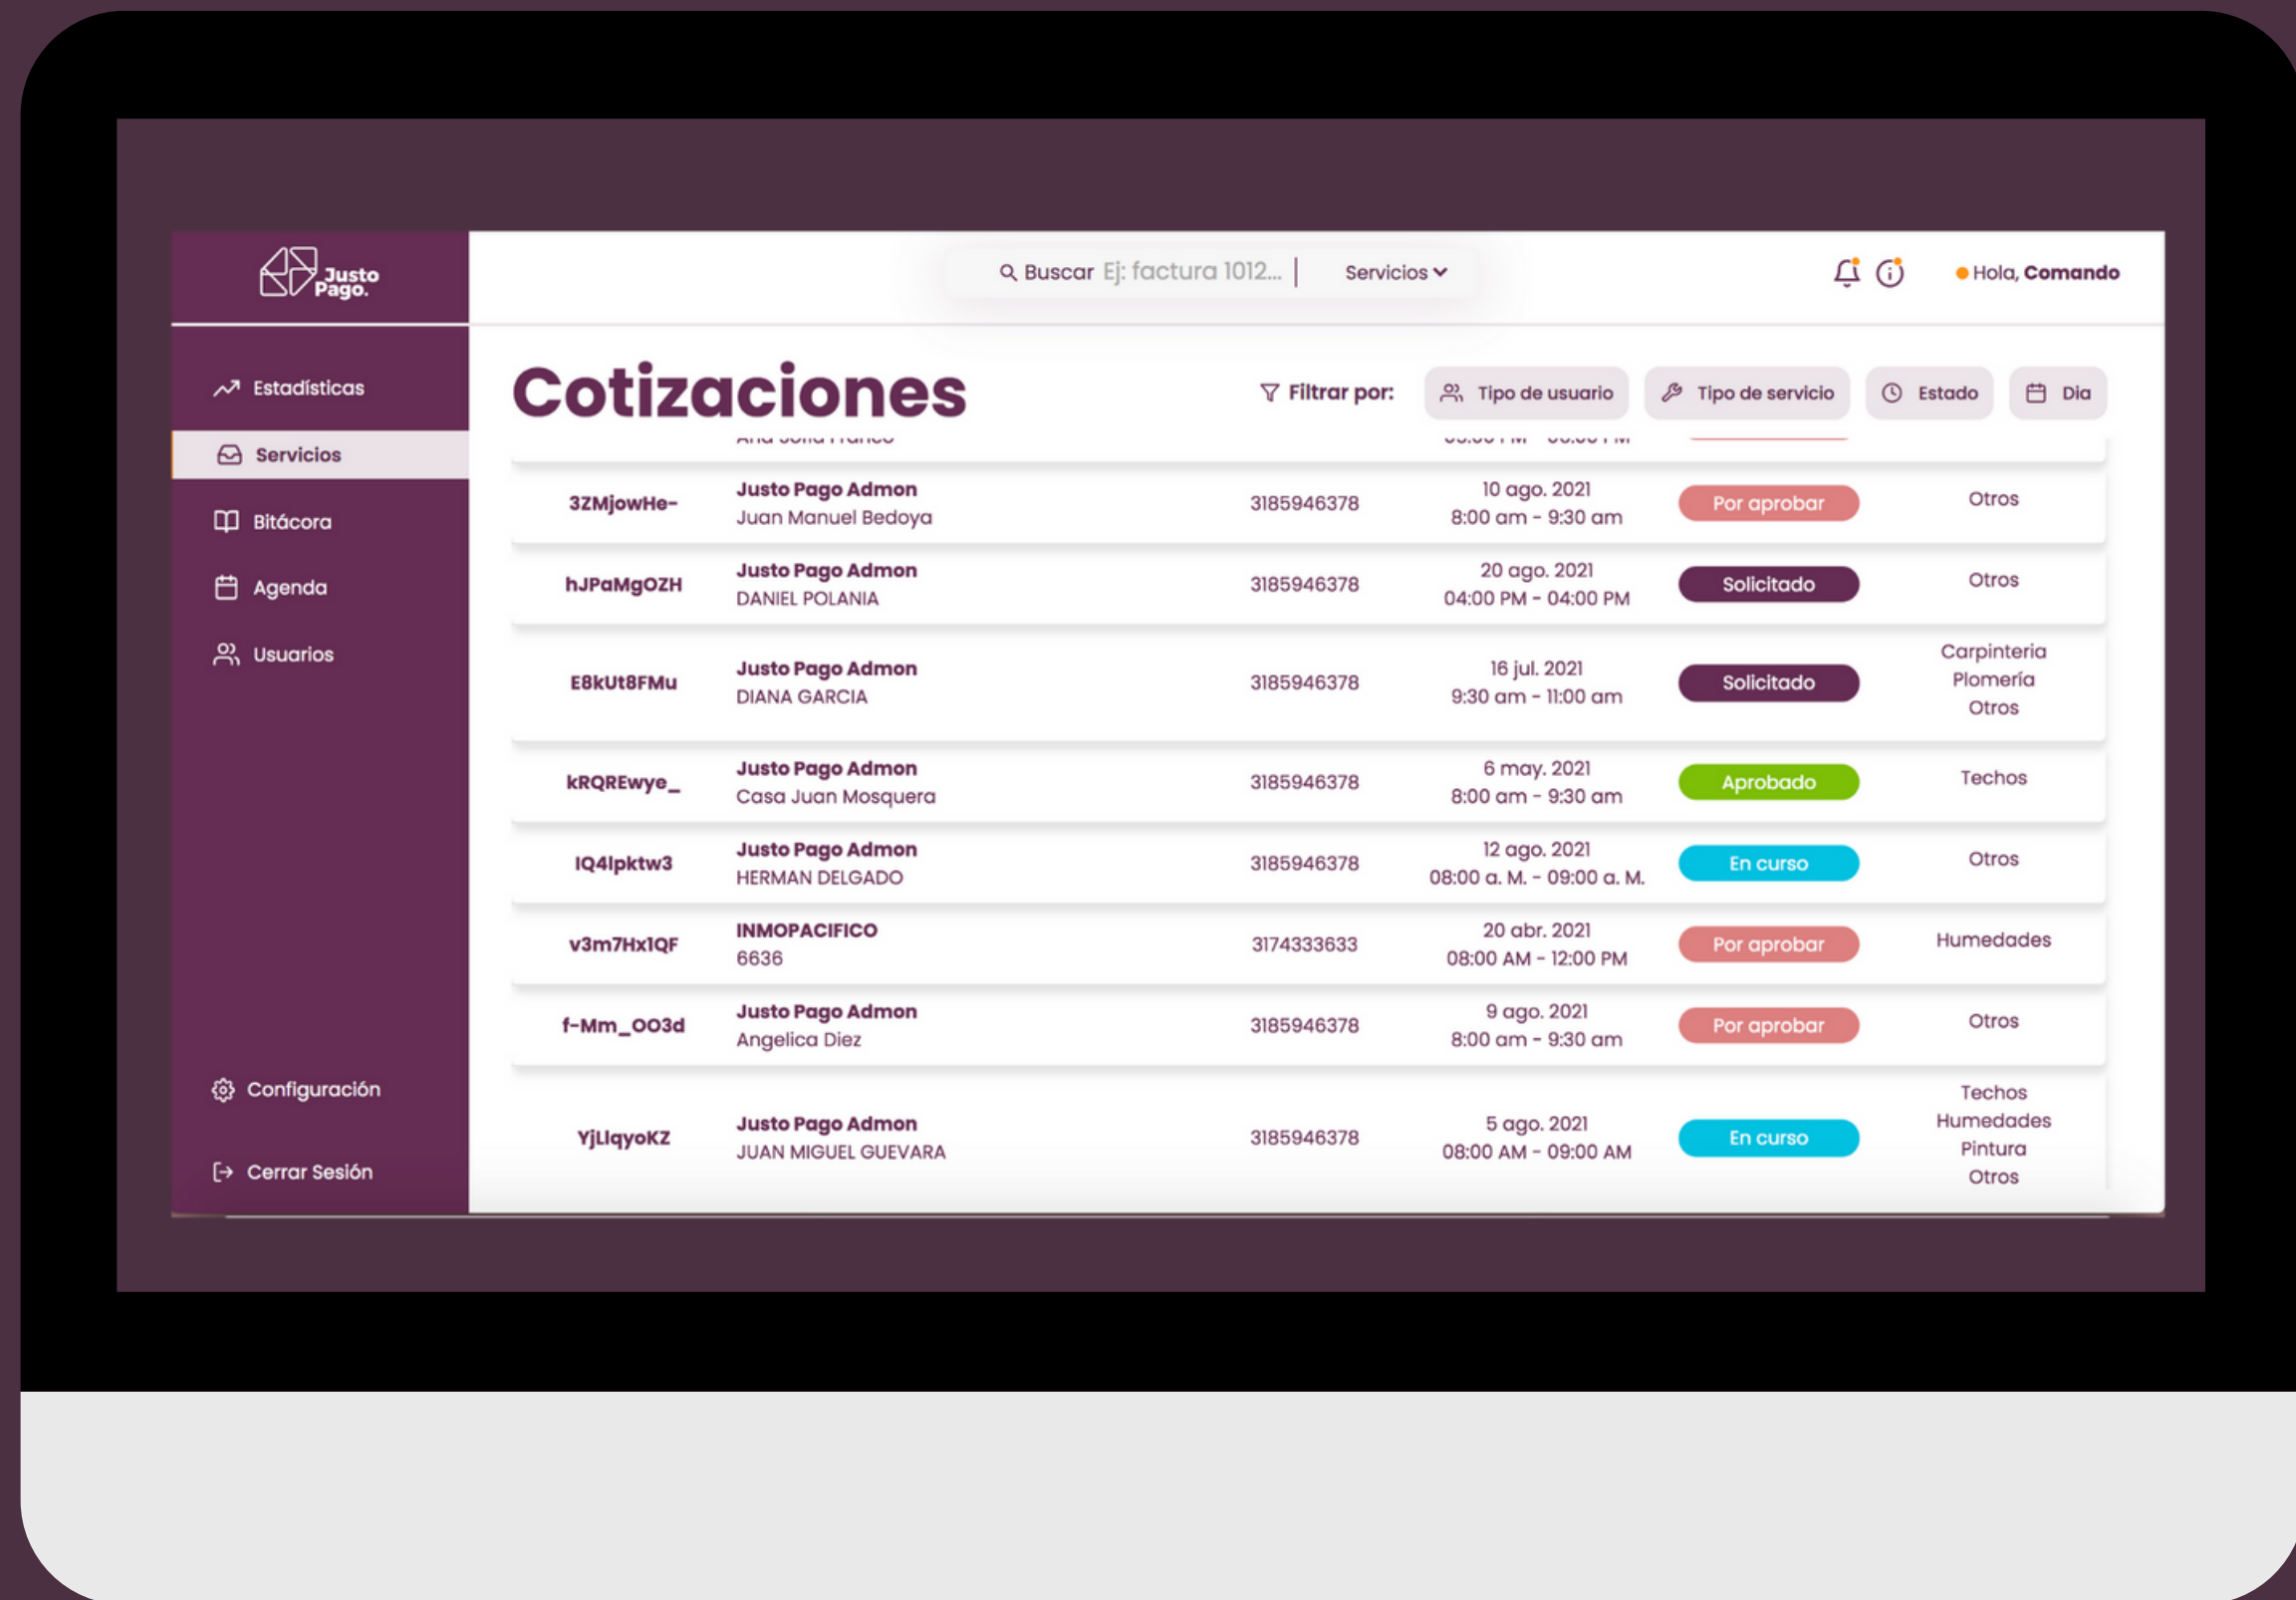 Justo
Pago.
Buscar Ej: factura 1012... | Servicios
Hola, Comando
Estadísticas
Servicios
Bitácora
Agenda
Usuarios
Configuración
Cerrar Sesión
Cotizaciones
Filtrar por: Tipo de usuario Tipo de servicio Estado Dia
Ana Sofia Franco
3ZMjowHe- Justo Pago Admon 3185946378 10 ago. 2021 Por aprobar Otros
Juan Manuel Bedoya 8:00 am - 9:30 am
hJPaMgOZH Justo Pago Admon 3185946378 20 ago. 2021 Solicitado Otros
DANIEL POLANIA 04:00 PM - 04:00 PM
E8kUt8FMu Justo Pago Admon 3185946378 16 jul. 2021 Solicitado Carpinteria
DIANA GARCIA 9:30 am - 11:00 am Plomería
Otros
kRQREwye_ Justo Pago Admon 3185946378 6 may. 2021 Aprobado Techos
Casa Juan Mosquera 8:00 am - 9:30 am
IQ4lpktw3 Justo Pago Admon 3185946378 12 ago. 2021 En curso Otros
HERMAN DELGADO 08:00 a. M. - 09:00 a. M.
v3m7Hx1QF INMOPACIFICO 3174333633 20 abr. 2021 Por aprobar Humedades
6636 08:00 AM - 12:00 PM
f-Mm_OO3d Justo Pago Admon 3185946378 9 ago. 2021 Por aprobar Otros
Angelica Diez 8:00 am - 9:30 am
YjLlqyoKZ Justo Pago Admon 3185946378 5 ago. 2021 En curso Techos
JUAN MIGUEL GUEVARA 08:00 AM - 09:00 AM Humedades
Pintura
Otros